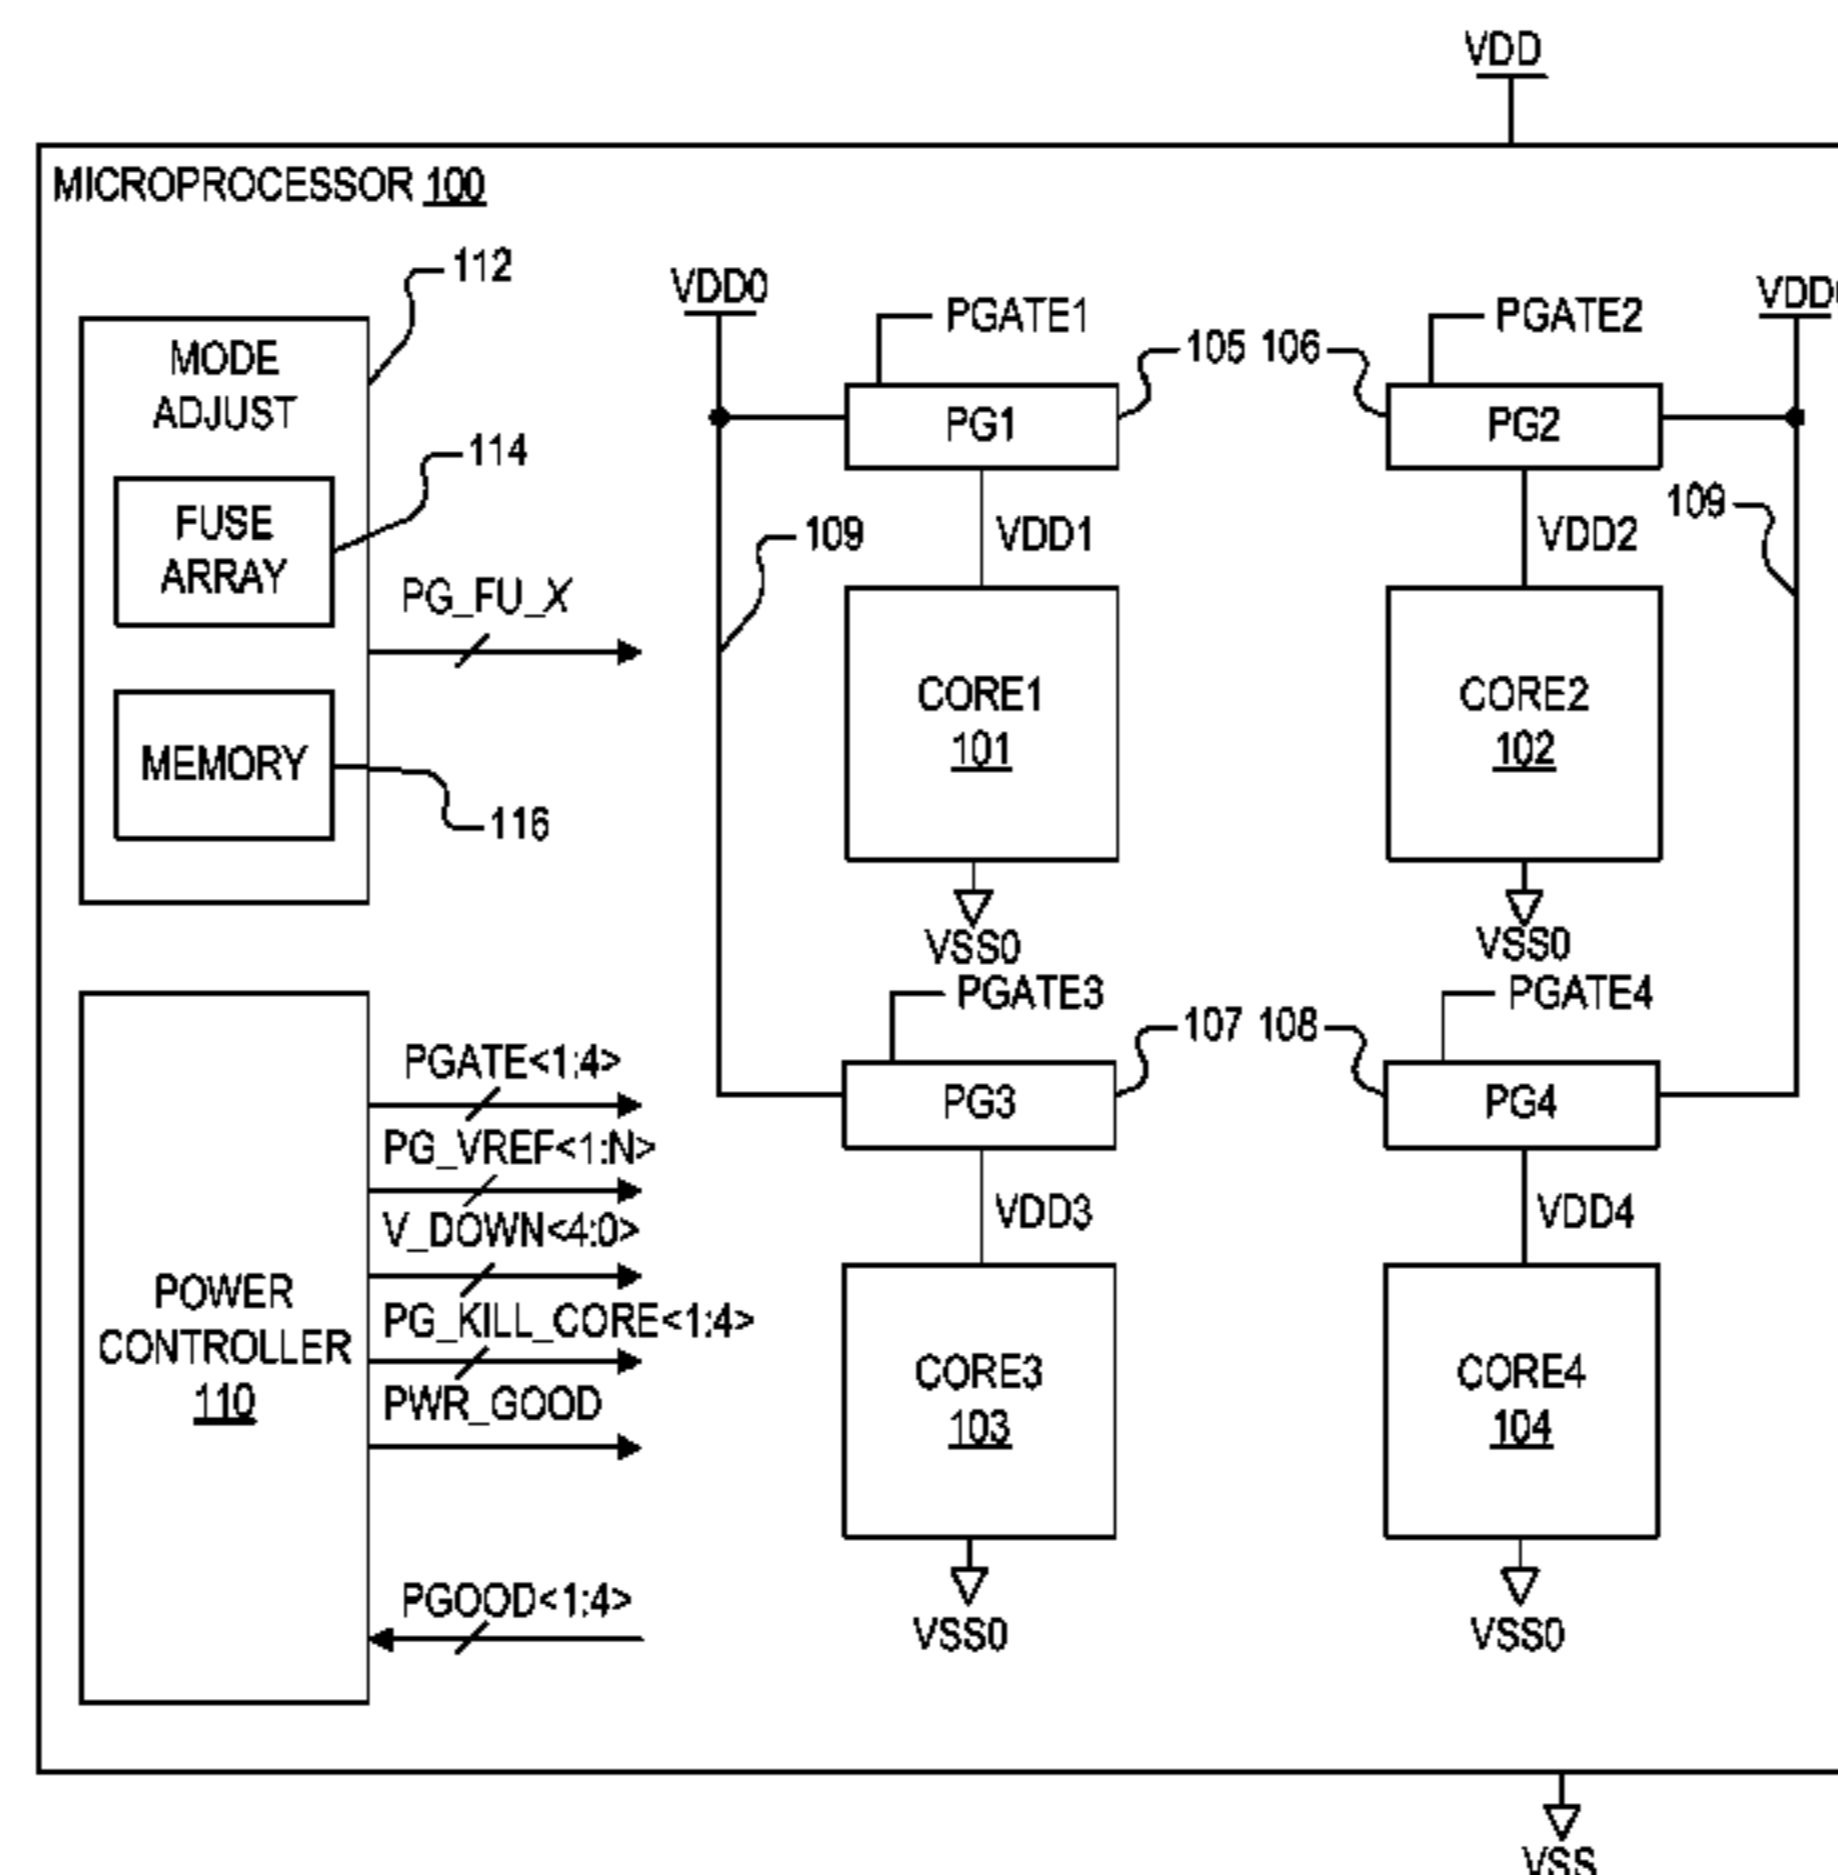 VDD
MICROPROCESSOR 100
112
MODE
ADJUST
114
FUSE
ARRAY
PG_FU_X
MEMORY
116
VDD0
PGATE1
105
PG1
109
VDD1
CORE1
101
VSS0
PGATE2
106
PG2
VDD0
109
VDD2
CORE2
102
VSS0
POWER
CONTROLLER
110
PGATE<1:4>
PG_VREF<1:N>
V_DOWN<4:0>
PG_KILL_CORE<1:4>
PWR_GOOD
PGOOD<1:4>
PGATE3
107
PG3
VDD3
CORE3
103
VSS0
PGATE4
108
PG4
VDD4
CORE4
104
VSS0
VSS